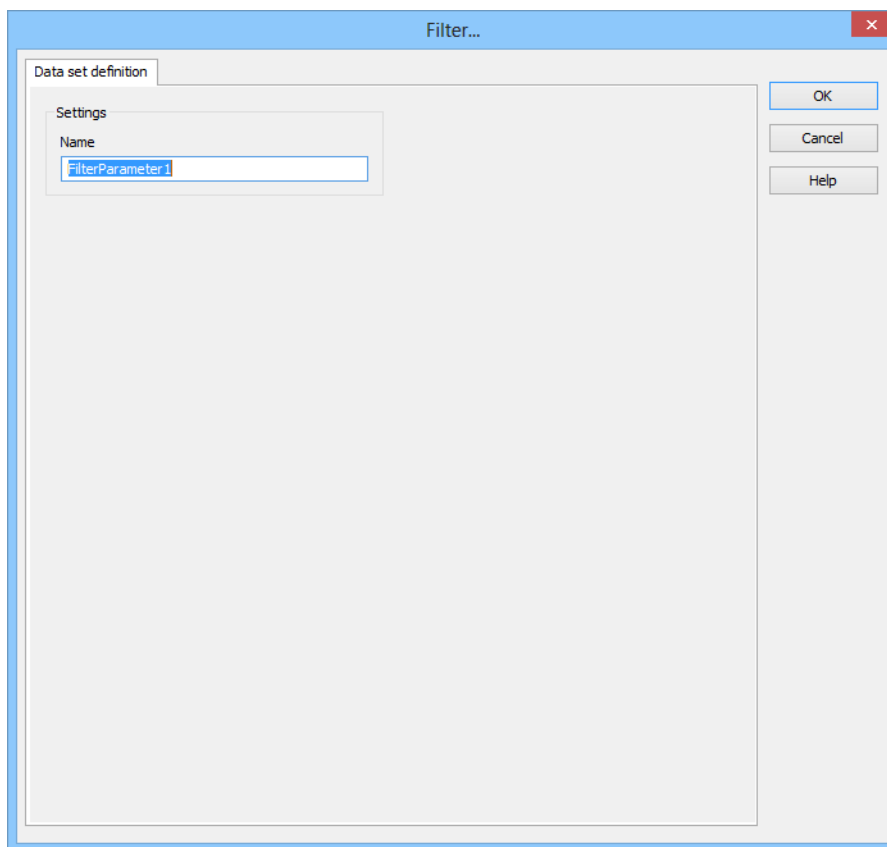 Filter...
Data set definition
Settings
Name
FilterParameter1
OK
Cancel
Help